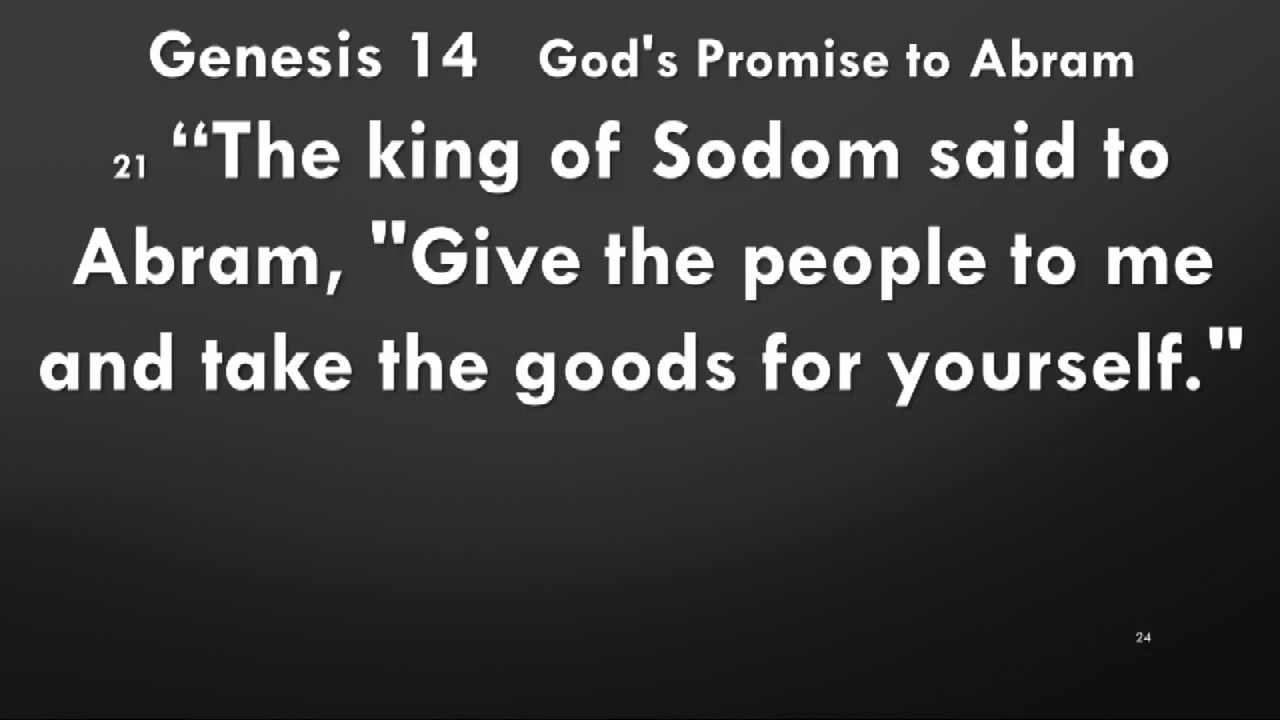 Genesis 14 God's Promise to Abram
21 “The king of Sodom said to
Abram, "Give the people to me
and take the goods for yourself."
24